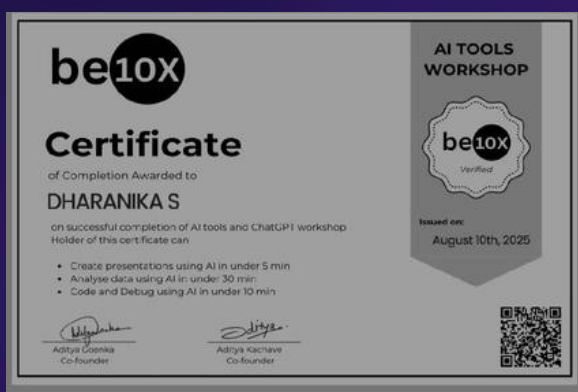 be10X
Certificate
of Completion Awarded to
DHARANIKA S
on successful completion of AI tools and ChatGPT workshop
Holder of this certificate can
• Create presentations using AI in under 5 min
• Analyse data using AI in under 30 min
• Code and Debug using AI in under 10 min
Aditya Goenka
Co-founder
Aditya Kachave
Co-founder
AI TOOLS
WORKSHOP
be10X
Verified
Issued on:
August 10th, 2025